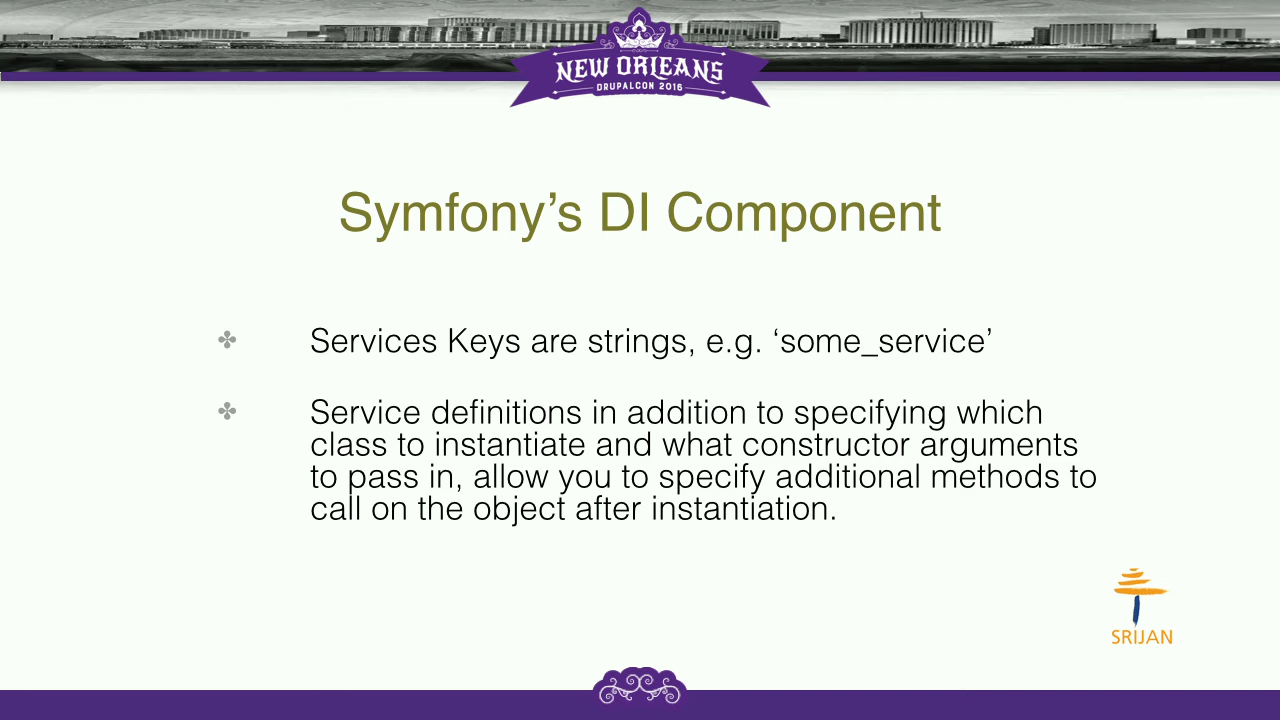 NEW ORLEANS
DRUPALCON 2016
Symfony’s DI Component
Services Keys are strings, e.g. ‘some_service’
Service definitions in addition to specifying which
class to instantiate and what constructor arguments
to pass in, allow you to specify additional methods to
call on the object after instantiation.
SRIJAN